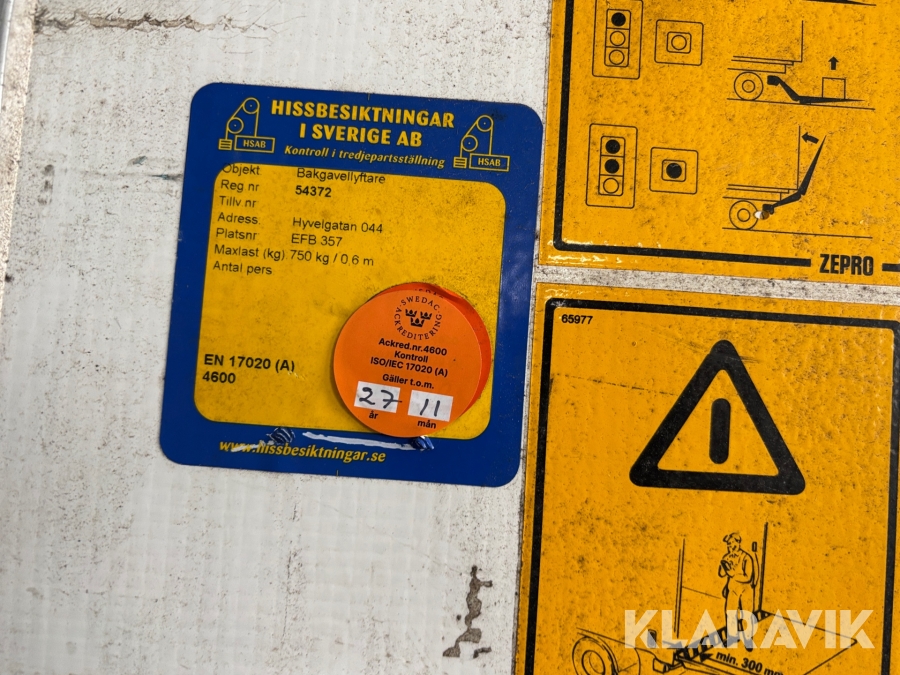 KLARAVIK
HISSBESIKTNINGAR
I SVERIGE AB
Kontroll i tredjepartsställning
HSAB
HSAB
Objekt Bakgavellyftare
Reg nr 54372
Tillv nr
Adress. Hyvelgatan 044
Platsnr EFB 357
Maxlast (kg) 750 kg / 0,6 m
Antal pers
EN 17020 (A)
4600
SWEDAC
ACKREDITERING
Ackred.nr.4600
Kontroll
ISO/IEC 17020 (A)
Gäller t.o.m.
27 11
år mån
www.hissbesiktningar.se
ZEPRO
65977
min. 300 mm
KLARAVIK